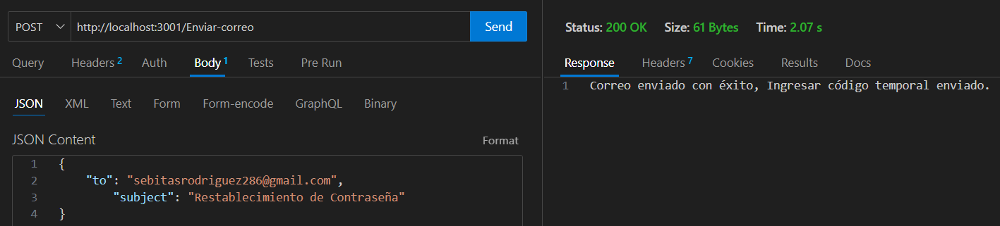 POST http://localhost:3001/Enviar-correo Send
Query Headers 2 Auth Body 1 Tests Pre Run
JSON XML Text Form Form-encode GraphQL Binary
JSON Content Format
1 {
2 "to": "sebitasrodriguez286@gmail.com",
3 "subject": "Restablecimiento de Contraseña"
4 }
Status: 200 OK Size: 61 Bytes Time: 2.07 s
Response Headers 7 Cookies Results Docs
1 Correo enviado con éxito, Ingresar código temporal enviado.